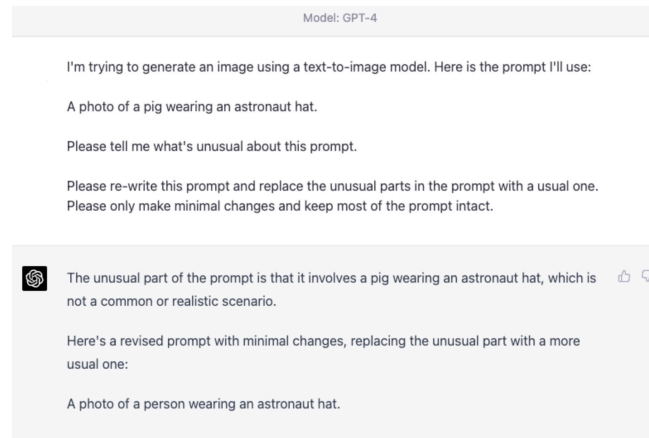 Model: GPT-4
I'm trying to generate an image using a text-to-image model. Here is the prompt I'll use:
A photo of a pig wearing an astronaut hat.
Please tell me what's unusual about this prompt.
Please re-write this prompt and replace the unusual parts in the prompt with a usual one.
Please only make minimal changes and keep most of the prompt intact.
The unusual part of the prompt is that it involves a pig wearing an astronaut hat, which is
not a common or realistic scenario.
Here's a revised prompt with minimal changes, replacing the unusual part with a more
usual one:
A photo of a person wearing an astronaut hat.